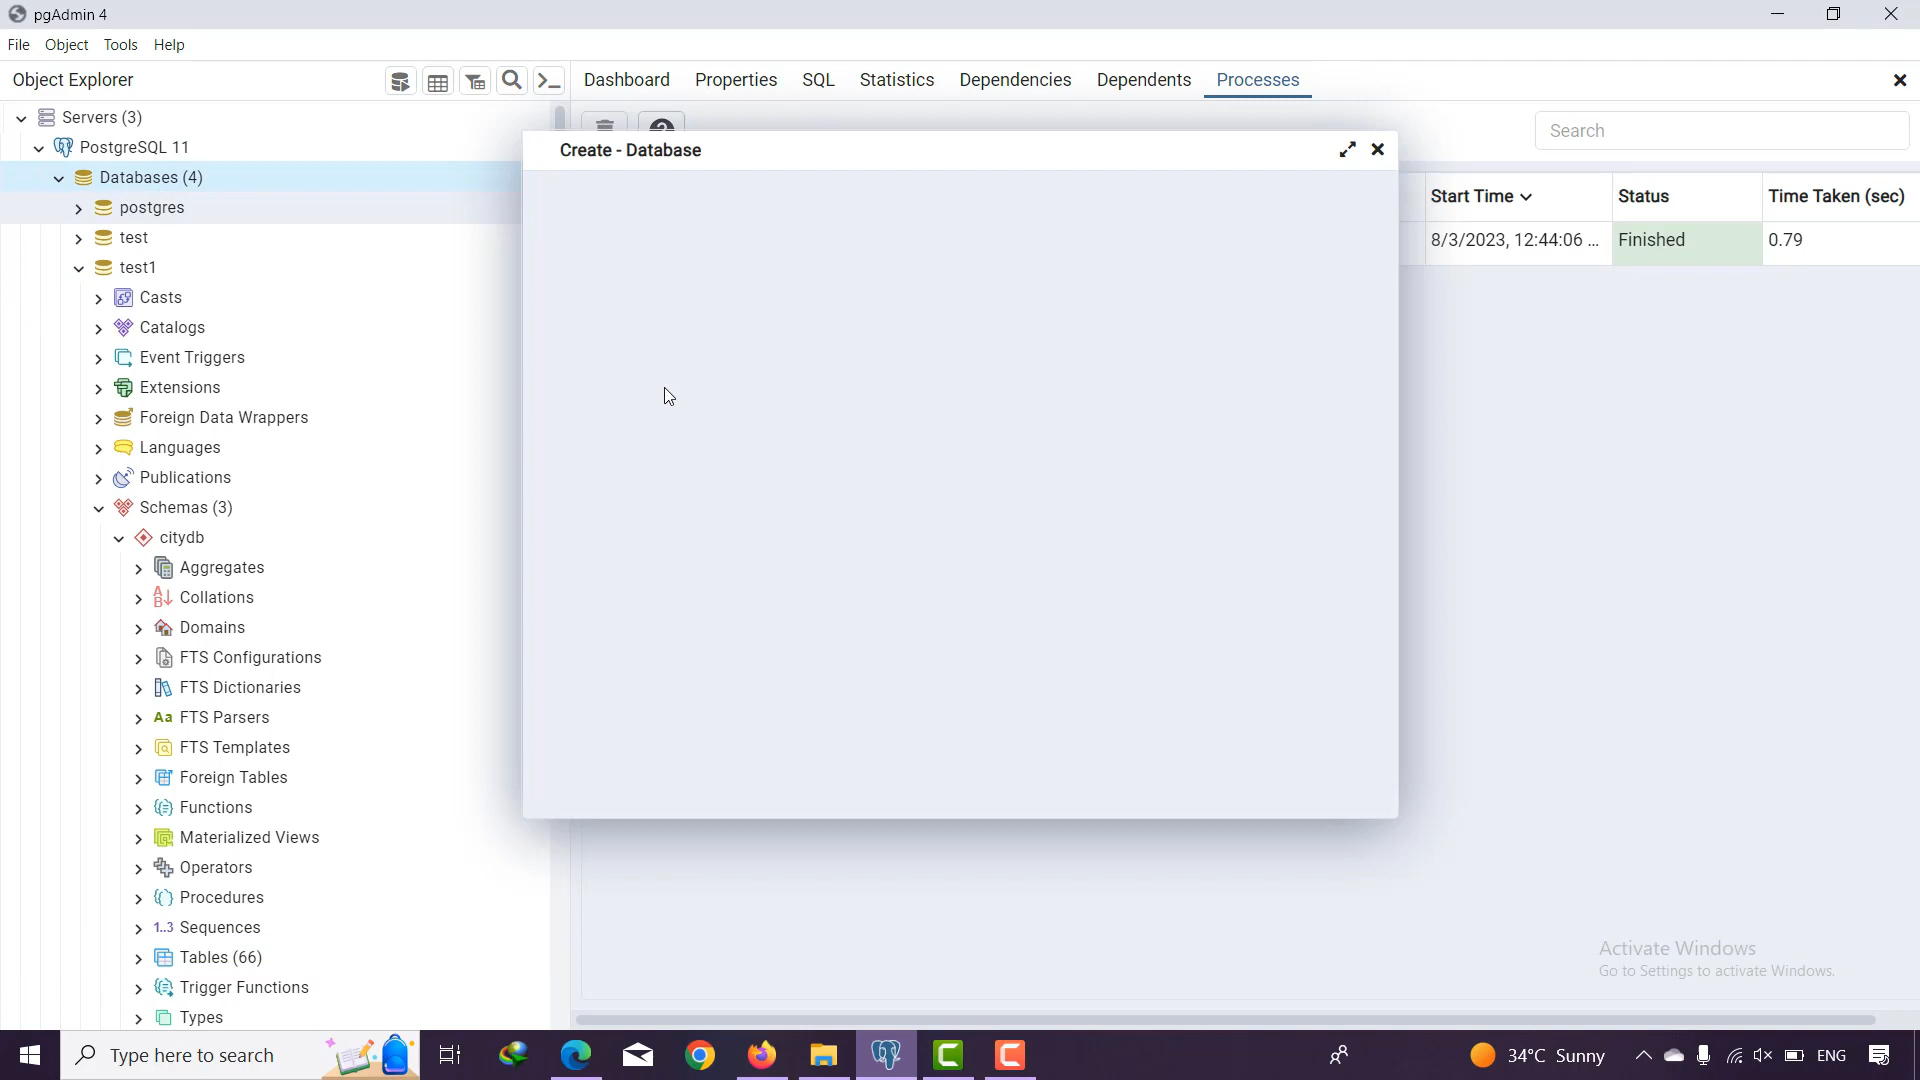 pgAdmin 4
File Object Tools Help
Object Explorer
Dashboard Properties SQL Statistics Dependencies Dependents Processes
Servers (3)
PostgreSQL 11
Databases (4)
postgres
test
test1
Casts
Catalogs
Event Triggers
Extensions
Foreign Data Wrappers
Languages
Publications
Schemas (3)
citydb
Aggregates
Collations
Domains
FTS Configurations
FTS Dictionaries
Aa FTS Parsers
FTS Templates
Foreign Tables
Functions
Materialized Views
Operators
Procedures
1..3 Sequences
Tables (66)
Trigger Functions
Types
Create - Database
Search
Start Time Status Time Taken (sec)
8/3/2023, 12:44:06 ... Finished 0.79
Activate Windows
Go to Settings to activate Windows.
Type here to search
34°C Sunny
ENG